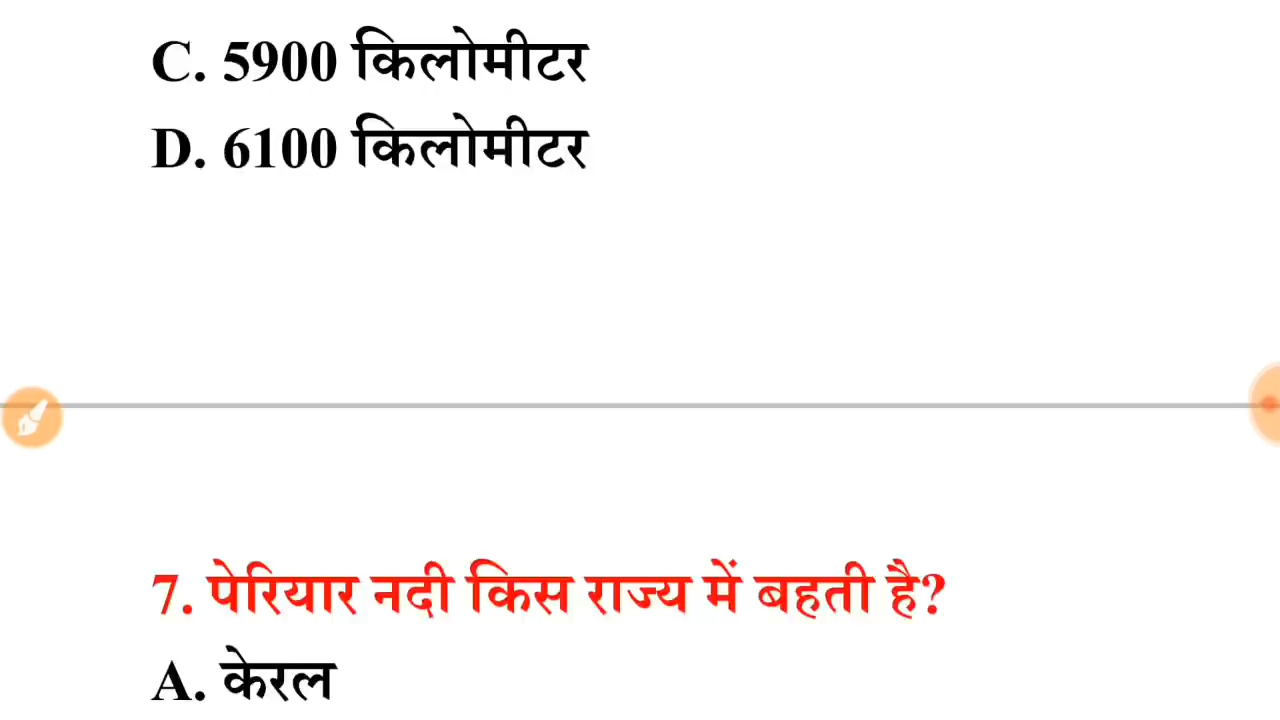 C. 5900 किलोमीटर
D. 6100 किलोमीटर
7. पेरियार नदी किस राज्य में बहती है?
A. केरल